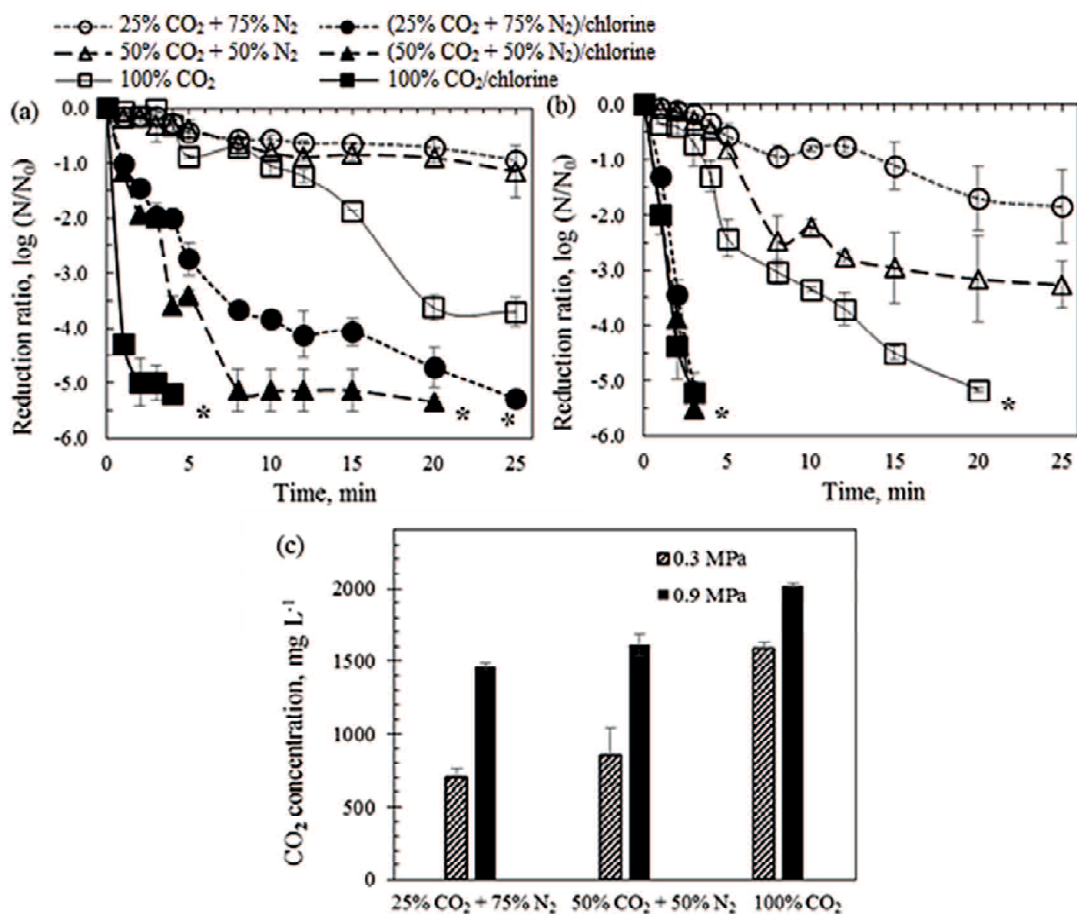 25% CO₂ + 75% N₂ (25% CO₂ + 75% N₂)/chlorine
50% CO₂ + 50% N₂ (50% CO₂ + 50% N₂)/chlorine
100% CO₂ 100% CO₂/chlorine
(a) (b)
0.0 0.0
-1.0 -1.0
-2.0 -2.0
-3.0 -3.0
-4.0 -4.0
-5.0 -5.0
-6.0 -6.0
Reduction ratio, log (N/N₀) Reduction ratio, log (N/N₀)
* * * * *
0 5 10 15 20 25 0 5 10 15 20 25
Time, min Time, min
(c)
0.3 MPa
0.9 MPa
2000
1500
1000
500
0
CO₂ concentration, mg L⁻¹
25% CO₂ + 75% N₂ 50% CO₂ + 50% N₂ 100% CO₂